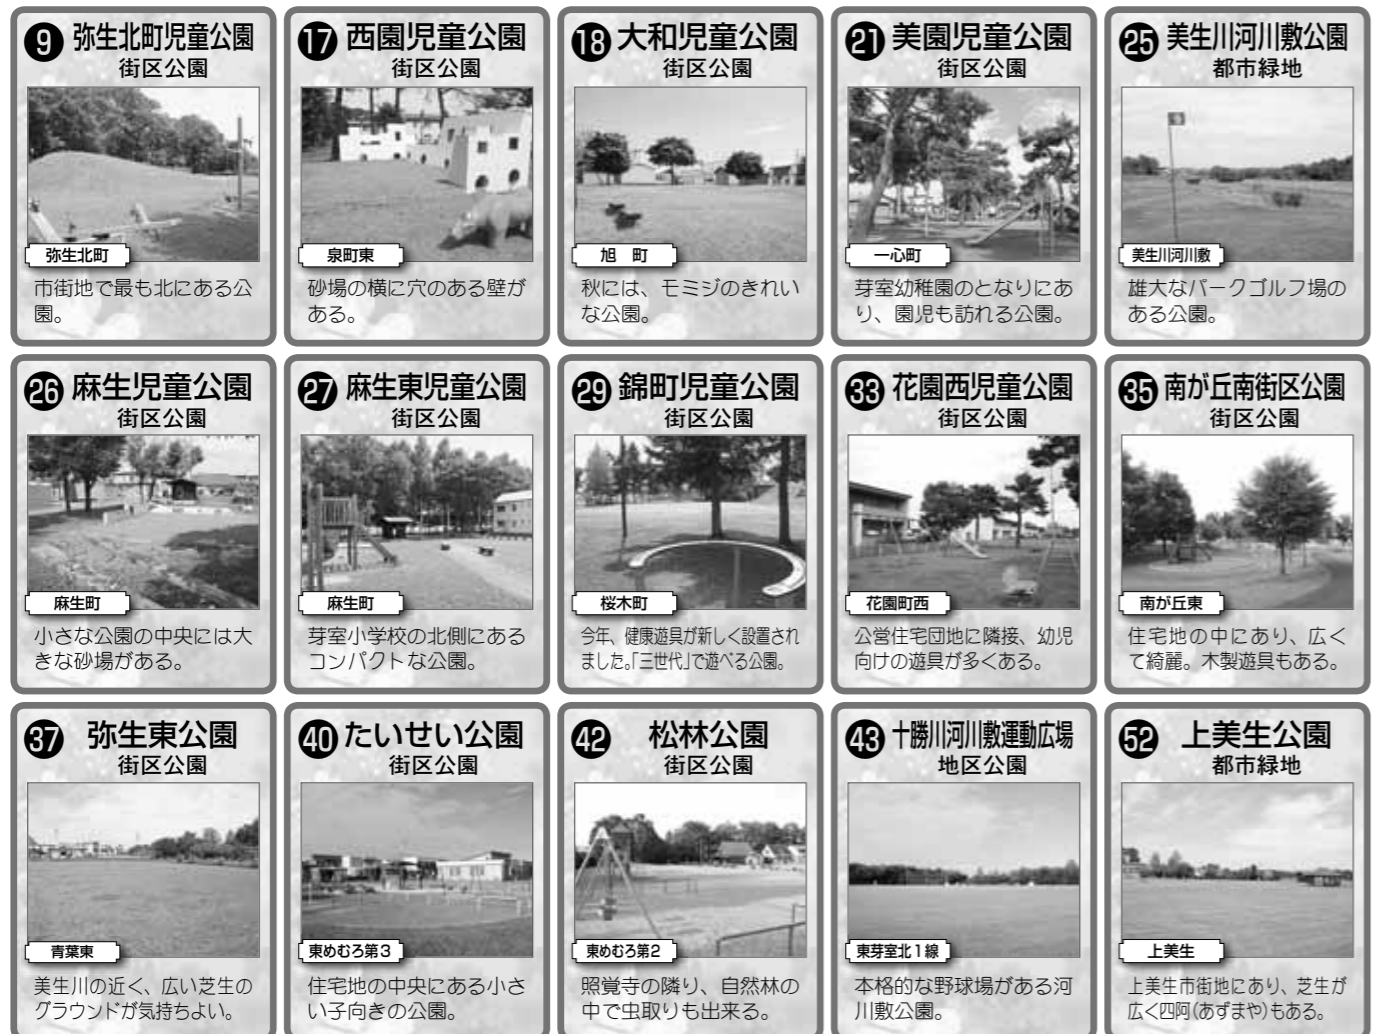 9 弥生北町児童公園
街区公園
弥生北町
市街地で最も北にある公
園。
17 西園児童公園
街区公園
泉町東
砂場の横に穴のある壁が
ある。
18 大和児童公園
街区公園
旭　町
秋には、モミジのきれい
な公園。
21 美園児童公園
街区公園
一心町
芽室幼稚園のとなりにあ
り、園児も訪れる公園。
25 美生川河川敷公園
都市緑地
美生川河川敷
雄大なパークゴルフ場の
ある公園。
26 麻生児童公園
街区公園
麻生町
小さな公園の中央には大
きな砂場がある。
27 麻生東児童公園
街区公園
麻生町
芽室小学校の北側にある
コンパクトな公園。
29 錦町児童公園
街区公園
桜木町
今年、健康遊具が新しく設置され
ました。「三世代」で遊べる公園。
33 花園西児童公園
街区公園
花園町西
公営住宅団地に隣接、幼児
向けの遊具が多くある。
35 南が丘南街区公園
街区公園
南が丘東
住宅地の中にあり、広く
て綺麗。木製遊具もある。
37 弥生東公園
街区公園
青葉東
美生川の近く、広い芝生の
グラウンドが気持ちよい。
40 たいせい公園
街区公園
東めむろ第3
住宅地の中央にある小さ
い子向きの公園。
42 松林公園
街区公園
東めむろ第2
照覚寺の隣り、自然林の
中で虫取りも出来る。
43 十勝川河川敷運動広場
地区公園
東芽室北1線
本格的な野球場がある河
川敷公園。
52 上美生公園
都市緑地
上美生
上美生市街地にあり、芝生が
広く四阿(あずまや)もある。